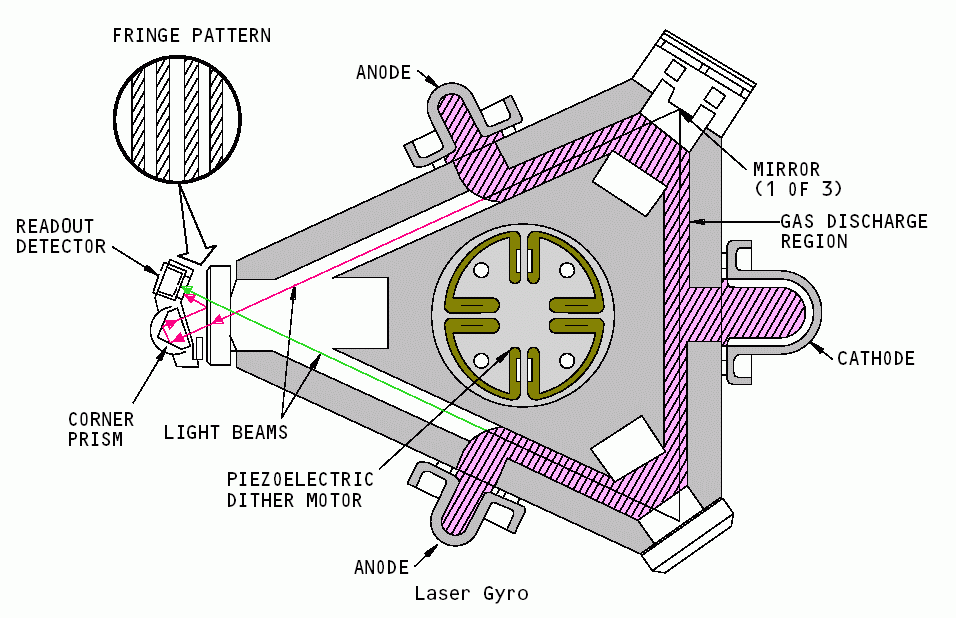 FRINGE PATTERN
ANODE
MIRROR
(1 OF 3)
READOUT
DETECTOR
GAS DISCHARGE
REGION
CATHODE
CORNER
PRISM
LIGHT BEAMS
PIEZOELECTRIC
DITHER MOTOR
ANODE
Laser Gyro